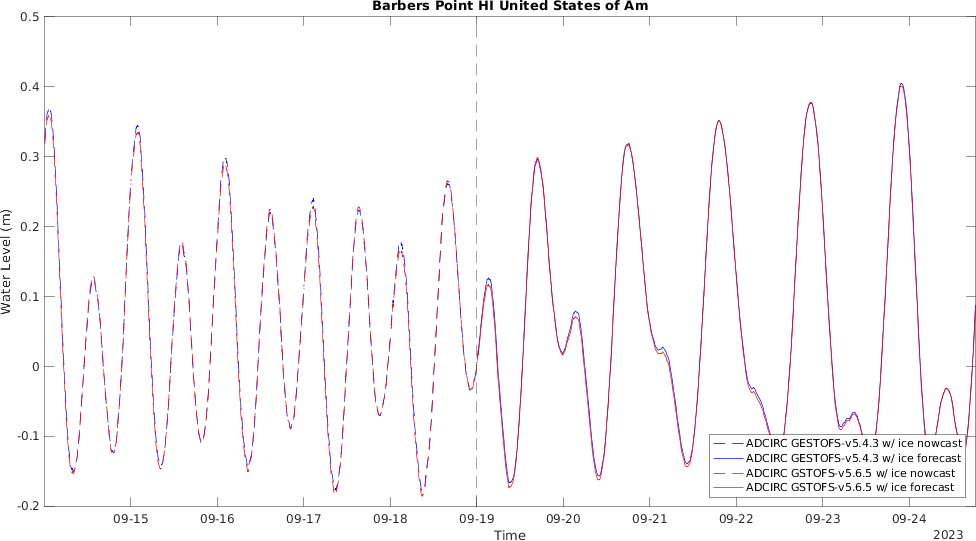 Barbers Point HI United States of Am
0.5
0.4
0.3
0.2
0.1
0
-0.1
-0.2
Water Level (m)
ADCIRC GESTOFS-v5.4.3 w/ ice nowcast
ADCIRC GESTOFS-v5.4.3 w/ ice forecast
ADCIRC GSTOFS-v5.6.5 w/ ice nowcast
ADCIRC GSTOFS-v5.6.5 w/ ice forecast
09-15 09-16 09-17 09-18 09-19 09-20 09-21 09-22 09-23 09-24
Time
2023